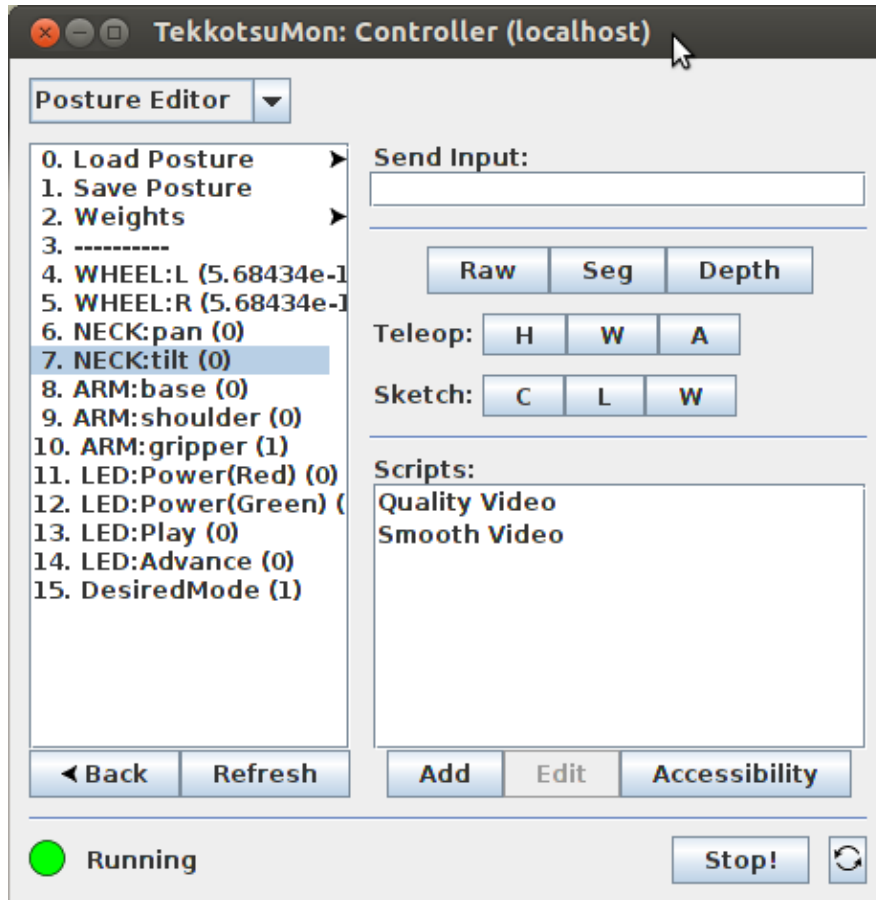 TekkotsuMon: Controller (localhost)
Posture Editor
0. Load Posture
1. Save Posture
2. Weights
3. ----------
4. WHEEL:L (5.68434e-1
5. WHEEL:R (5.68434e-1
6. NECK:pan (0)
7. NECK:tilt (0)
8. ARM:base (0)
9. ARM:shoulder (0)
10. ARM:gripper (1)
11. LED:Power(Red) (0)
12. LED:Power(Green) (
13. LED:Play (0)
14. LED:Advance (0)
15. DesiredMode (1)
Back Refresh
Send Input:
Raw Seg Depth
Teleop: H W A
Sketch: C L W
Scripts:
Quality Video
Smooth Video
Add Edit Accessibility
Running Stop!